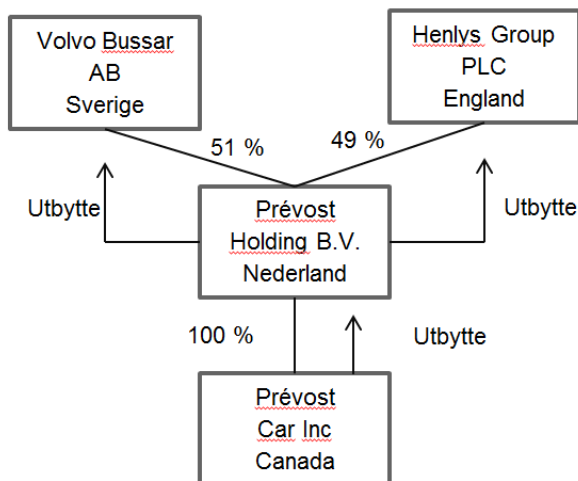 Volvo Bussar
AB
Sverige
Henlys Group
PLC
England
51 %
49 %
Utbytte
Prévost
Holding B.V.
Nederland
Utbytte
100 %
Utbytte
Prévost
Car Inc
Canada